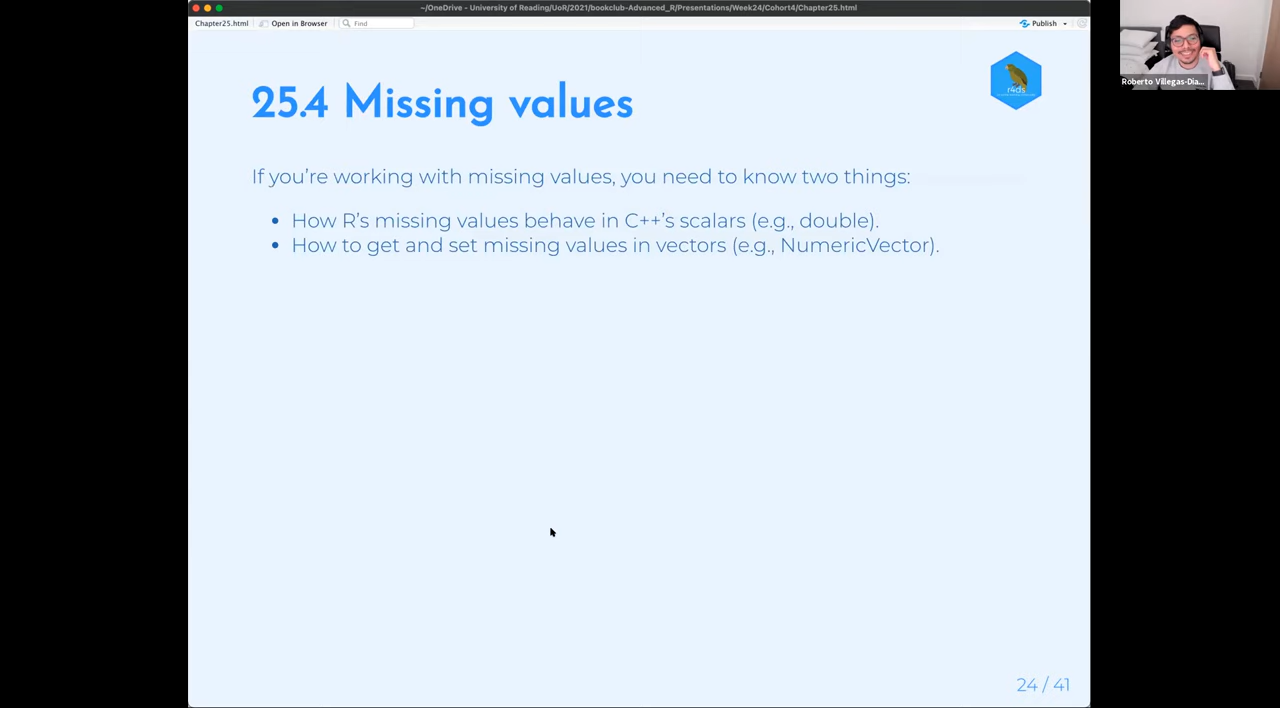 ~/OneDrive - University of Reading/UoR/2021/bookclub-Advanced_R/Presentations/Week24/Cohort4/Chapter25.html
Chapter25.html
Open in Browser
Find
Publish
25.4 Missing values
r4ds
If you're working with missing values, you need to know two things:
How R's missing values behave in C++'s scalars (e.g., double).
How to get and set missing values in vectors (e.g., NumericVector).
24 / 41
Roberto Villegas-Dia...